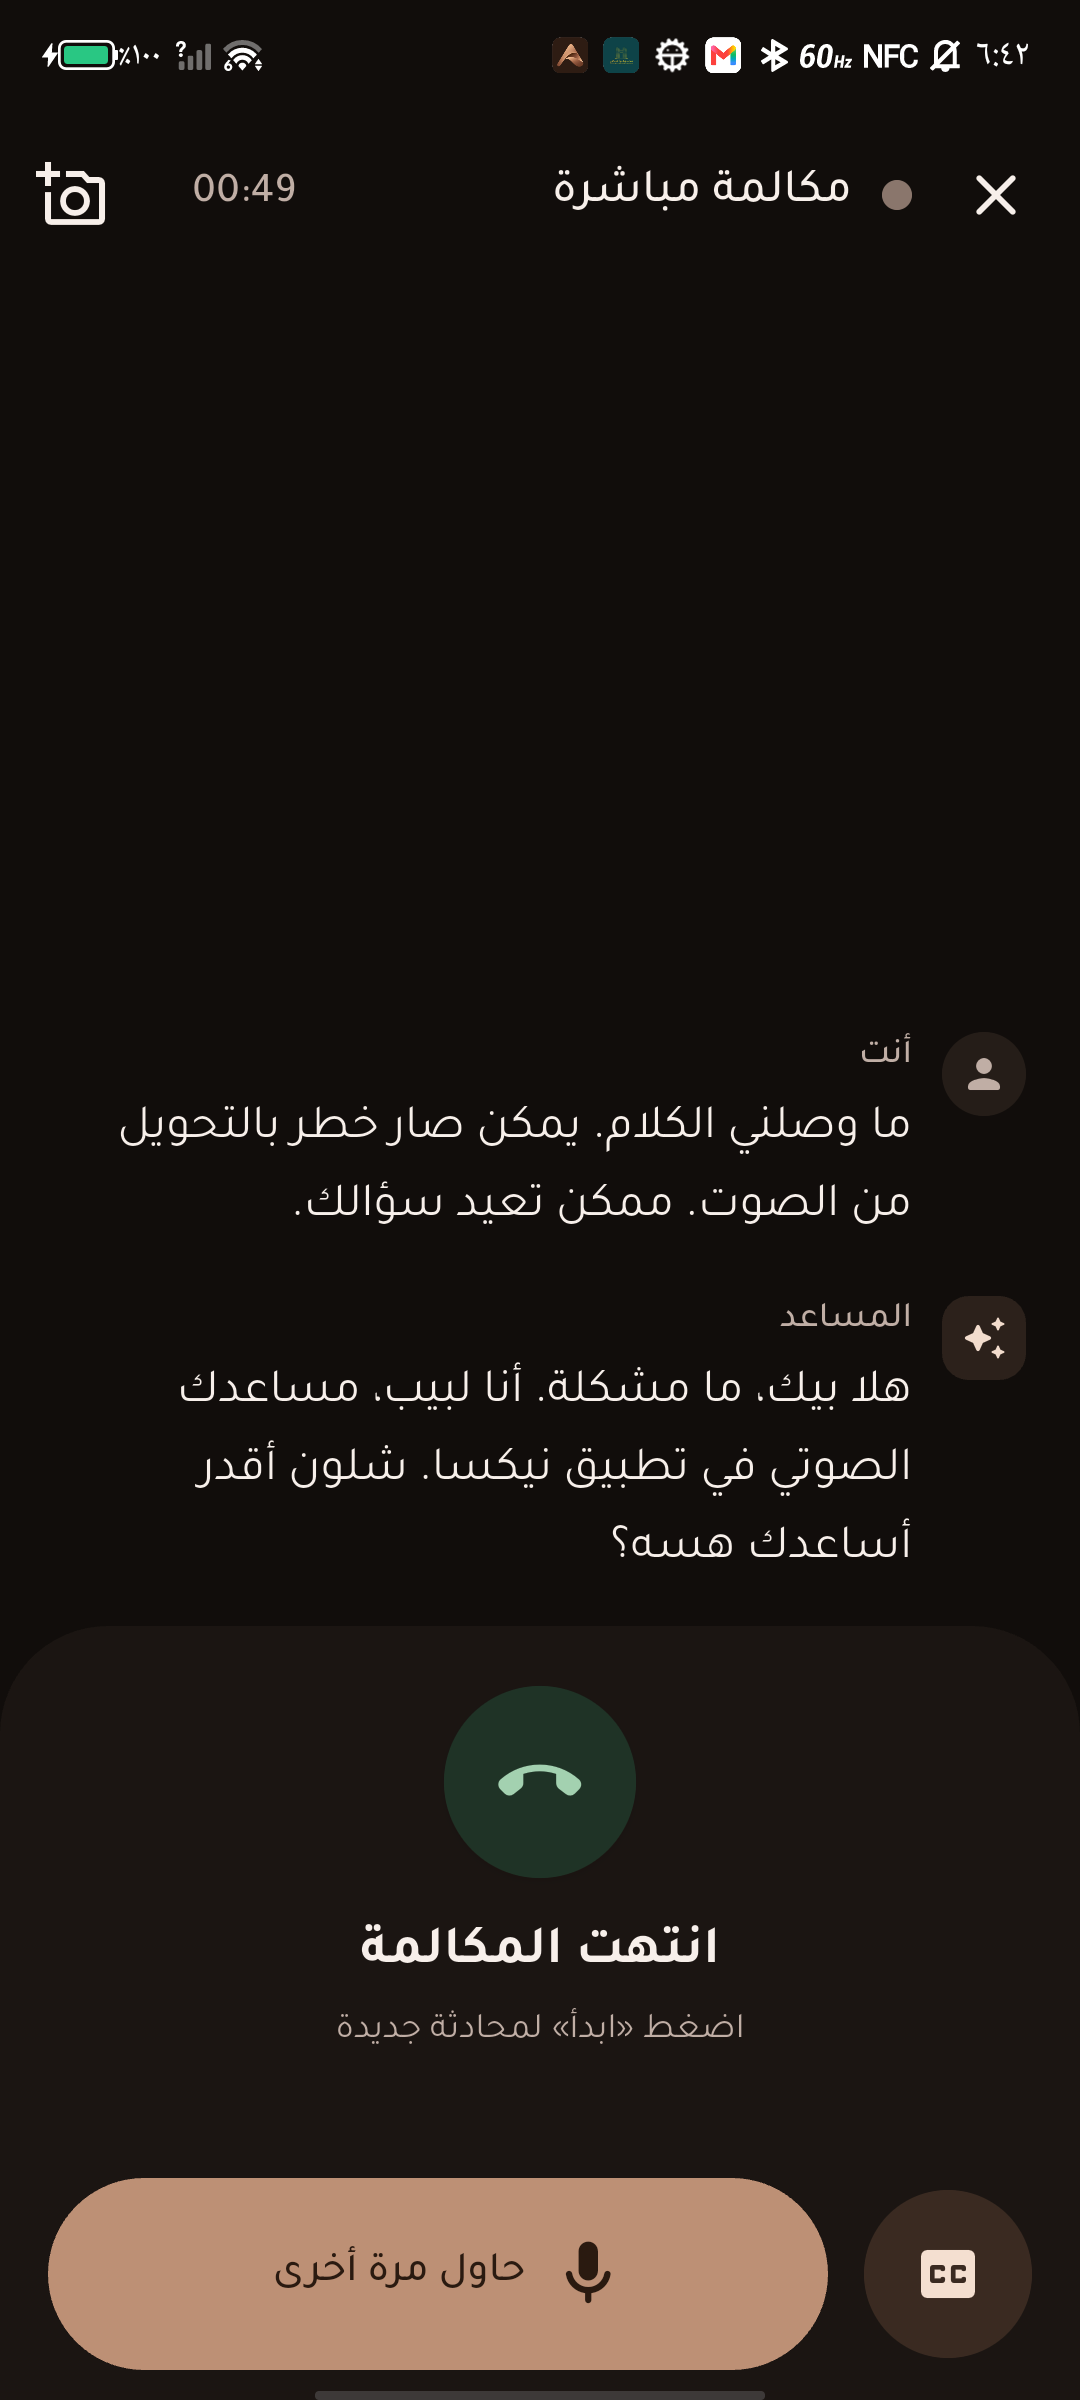 ٦:٤٢ NFC 60Hz ٪١٠٠
مكالمة مباشرة 00:49
أنت
ما وصلني الكلام. يمكن صار خطر بالتحويل
من الصوت. ممكن تعيد سؤالك.
المساعد
هلا بيك، ما مشكلة. أنا لبيب، مساعدك
الصوتي في تطبيق نيكسا. شلون أقدر
أساعدك هسه؟
انتهت المكالمة
اضغط «ابدأ» لمحادثة جديدة
حاول مرة أخرى
CC